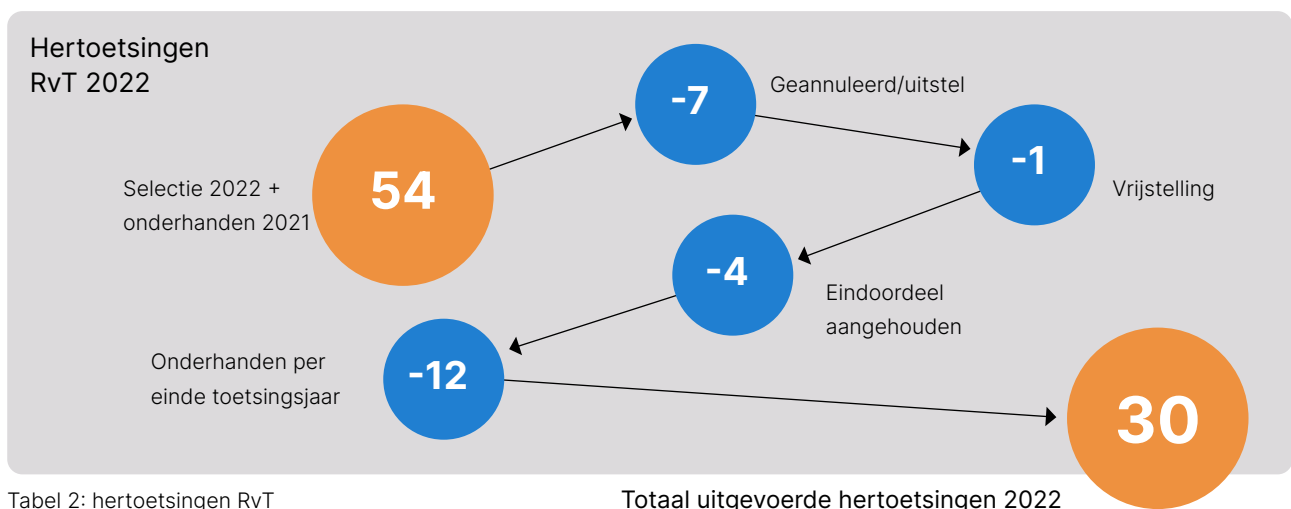 Hertoetsingen
RvT 2022
54
Selectie 2022 +
onderhanden 2021
-7
Geannuleerd/uitstel
-1
Vrijstelling
-4
Eindoordeel
aangehouden
-12
Onderhanden per
einde toetsingsjaar
30
Tabel 2: hertoetsingen RvT
Totaal uitgevoerde hertoetsingen 2022